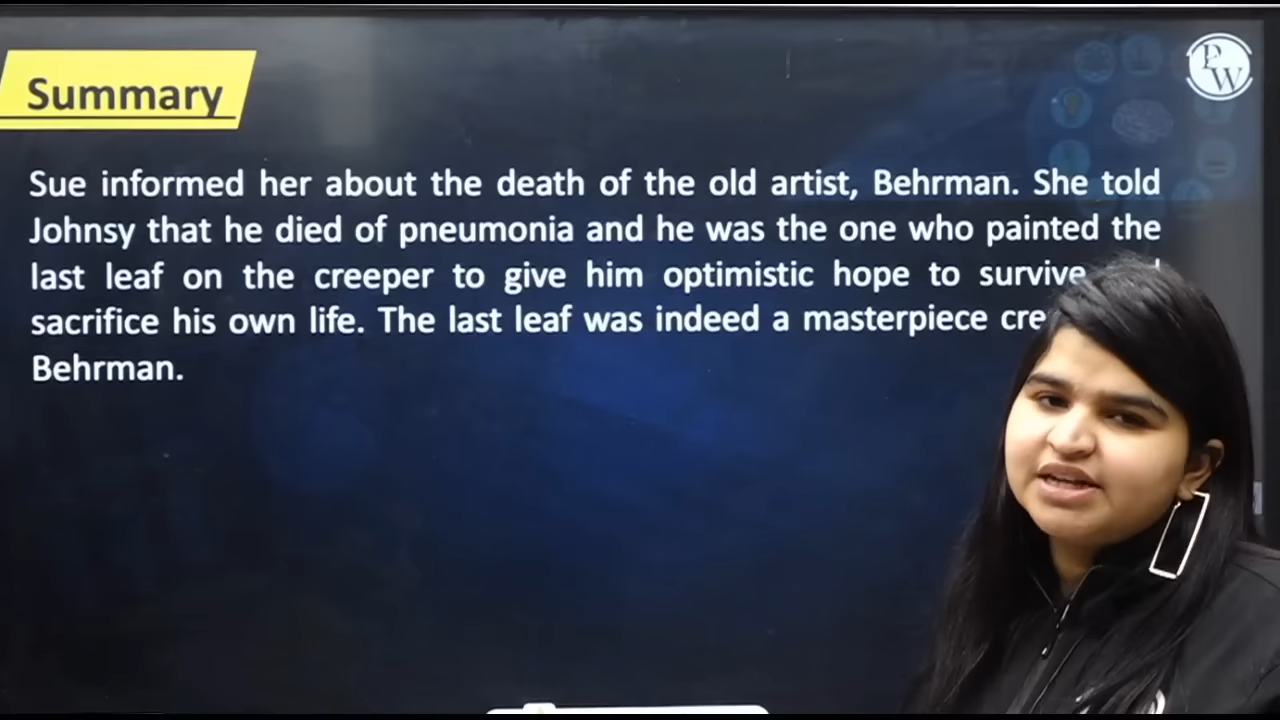 Summary
PW
Sue informed her about the death of the old artist, Behrman. She told
Johnsy that he died of pneumonia and he was the one who painted the
last leaf on the creeper to give him optimistic hope to survive
sacrifice his own life. The last leaf was indeed a masterpiece
Behrman.